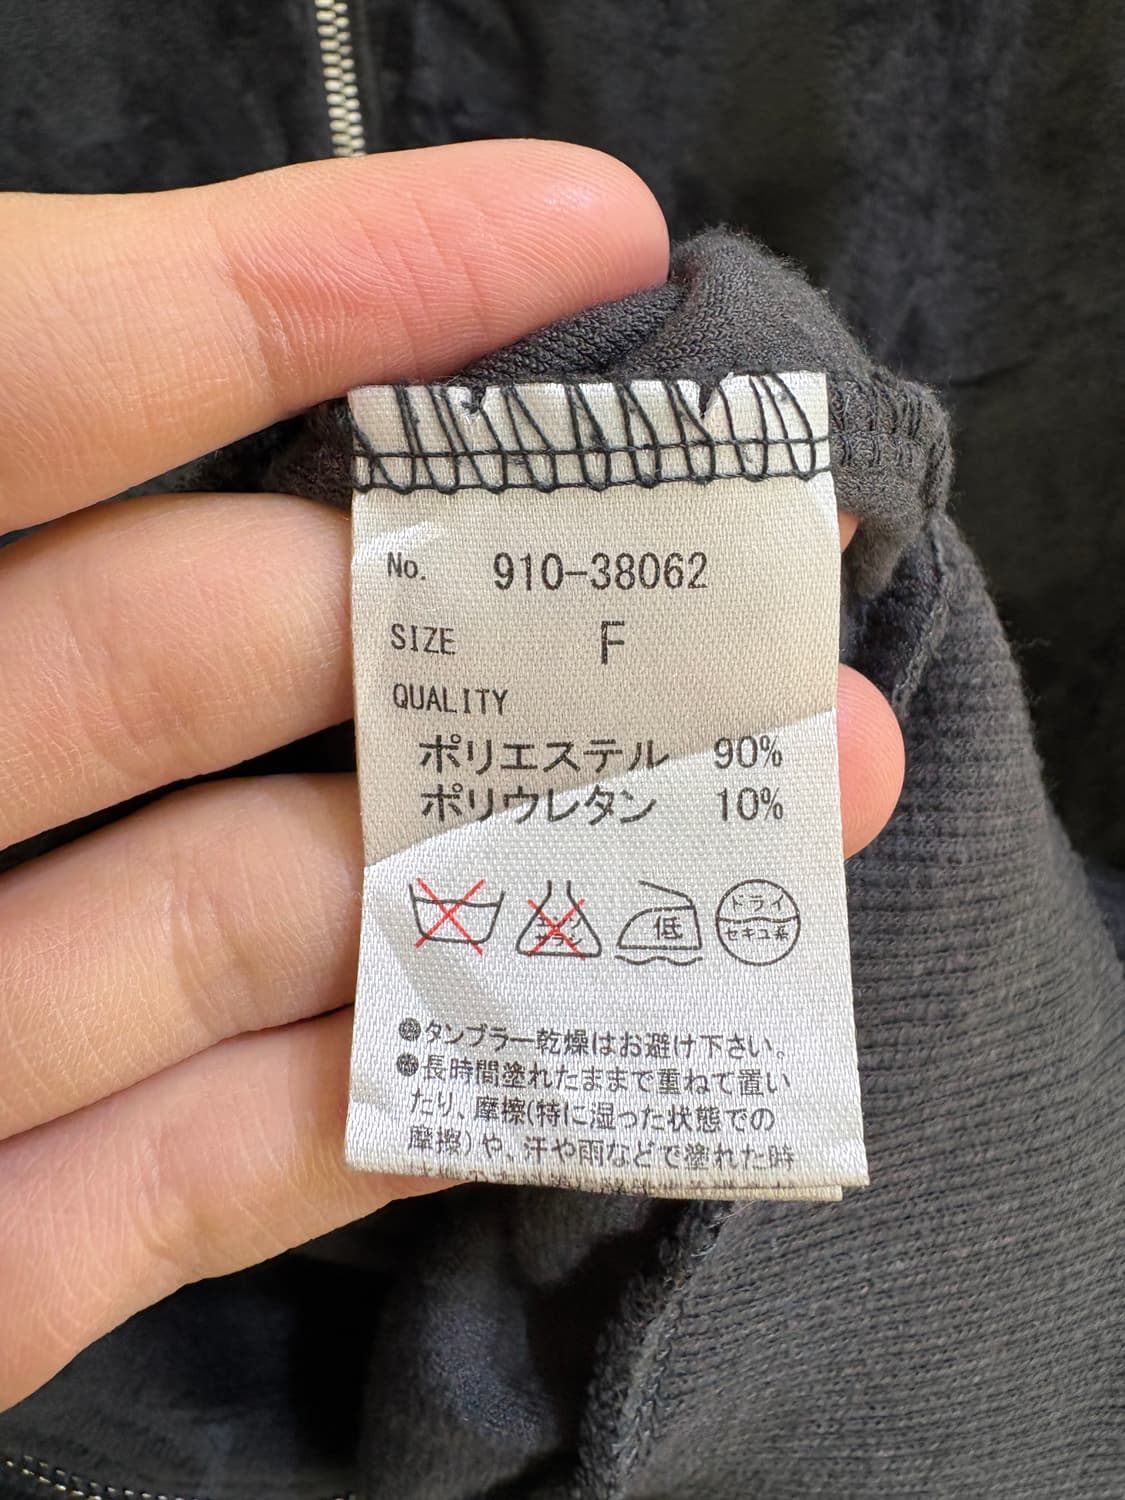 No. 910-38062
SIZE F
QUALITY
ポリエステル 90%
ポリウレタン 10%
低 ドライ
セキユ系
●タンブラー乾燥はお避け下さい。
●長時間塗れたままで重ねて置い
たり、摩擦(特に湿った状態での
摩擦)や、汗や雨などで塗れた時